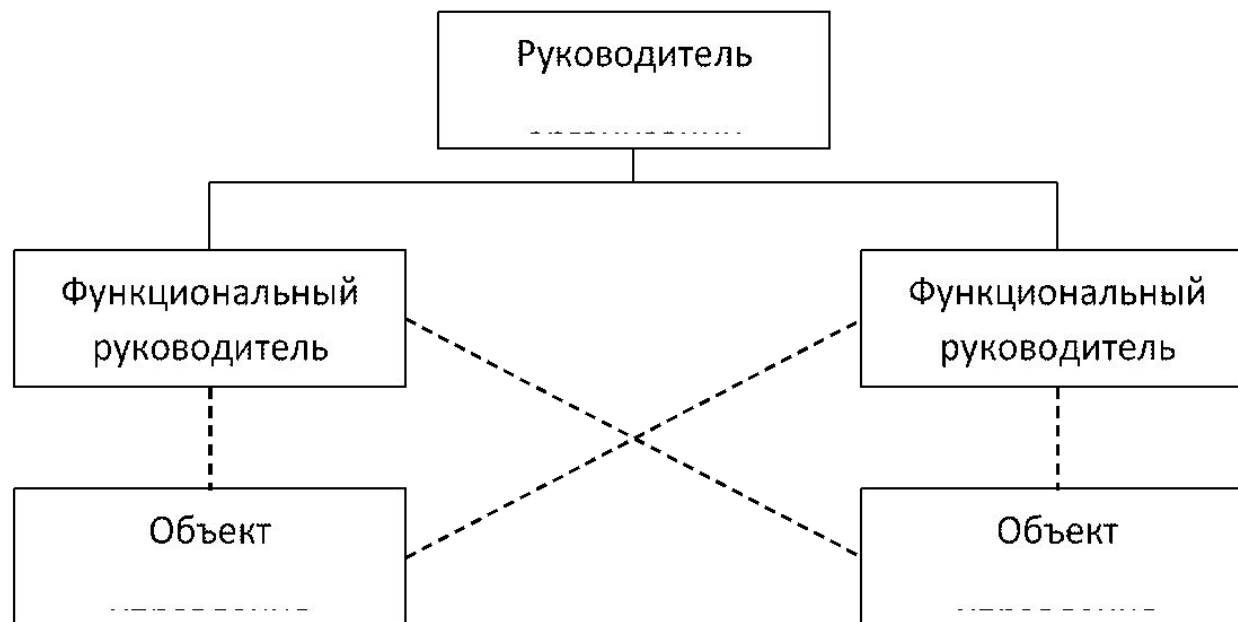 Руководитель
Функциональный
руководитель
Функциональный
руководитель
Объект
Объект